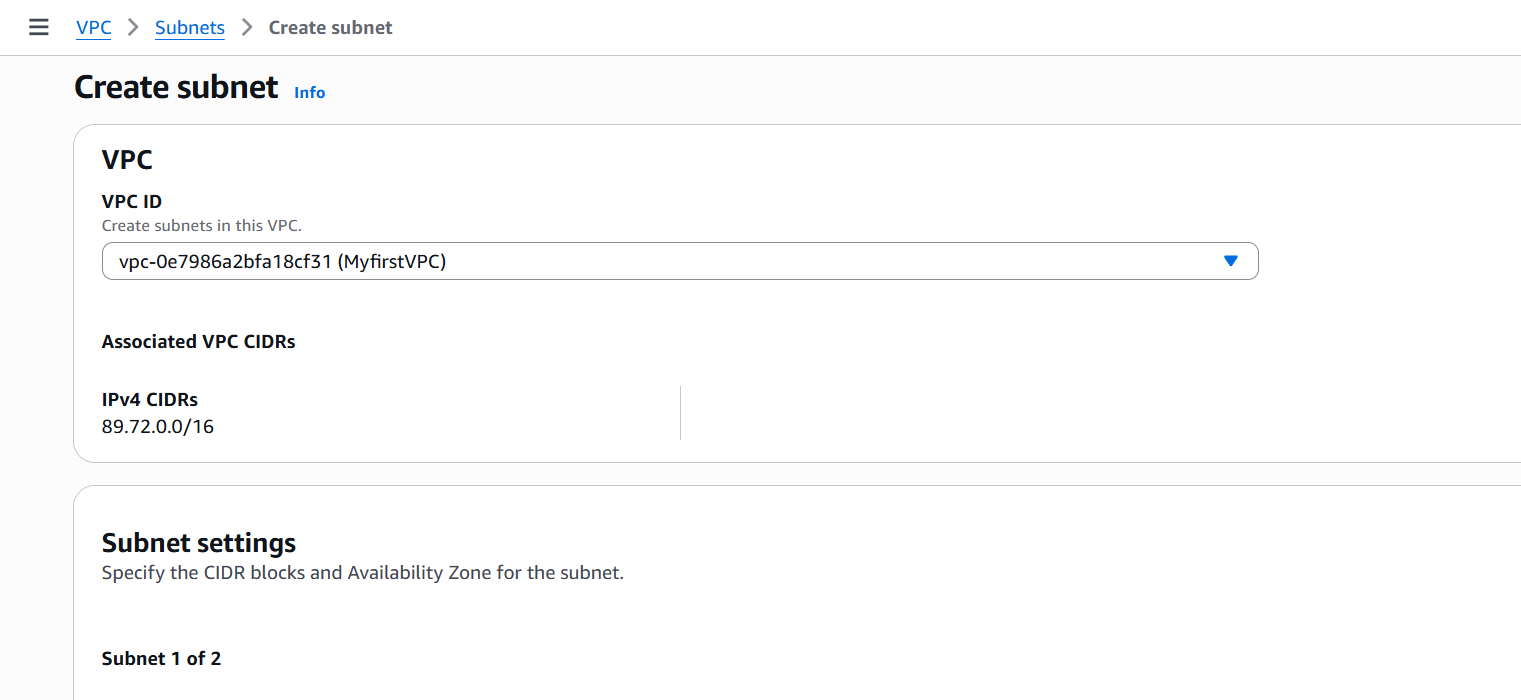 VPC > Subnets > Create subnet
Create subnet Info
VPC
VPC ID
Create subnets in this VPC.
vpc-0e7986a2bfa18cf31 (MyfirstVPC)
Associated VPC CIDRs
IPv4 CIDRs
89.72.0.0/16
Subnet settings
Specify the CIDR blocks and Availability Zone for the subnet.
Subnet 1 of 2